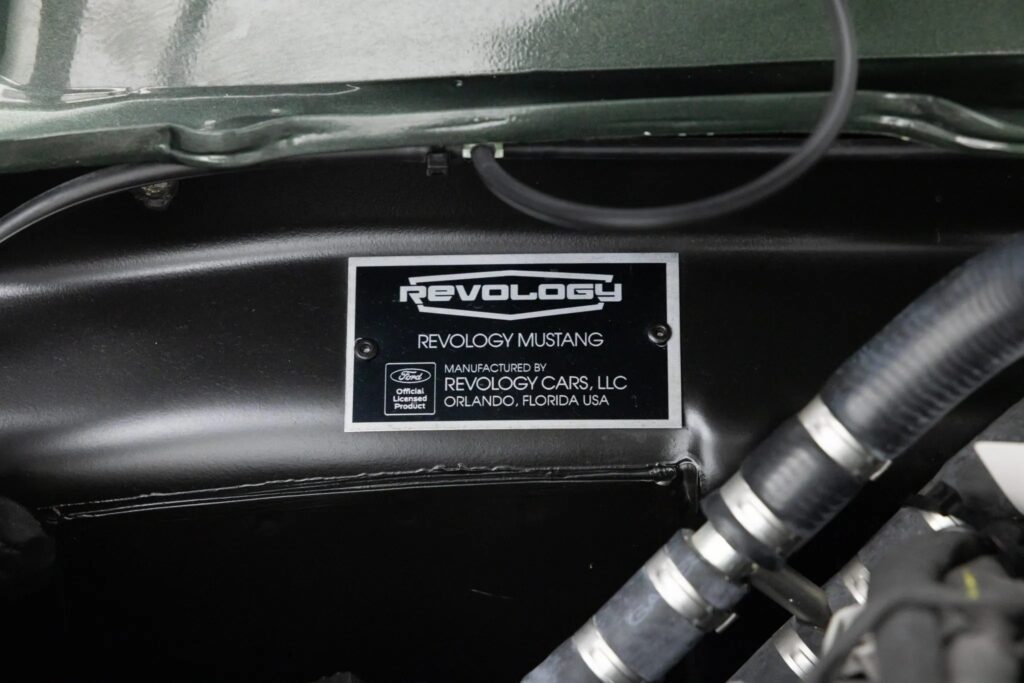 REVOLOGY
REVOLOGY MUSTANG
Ford
Official
Licensed
Product
MANUFACTURED BY
REVOLOGY CARS, LLC
ORLANDO, FLORIDA USA